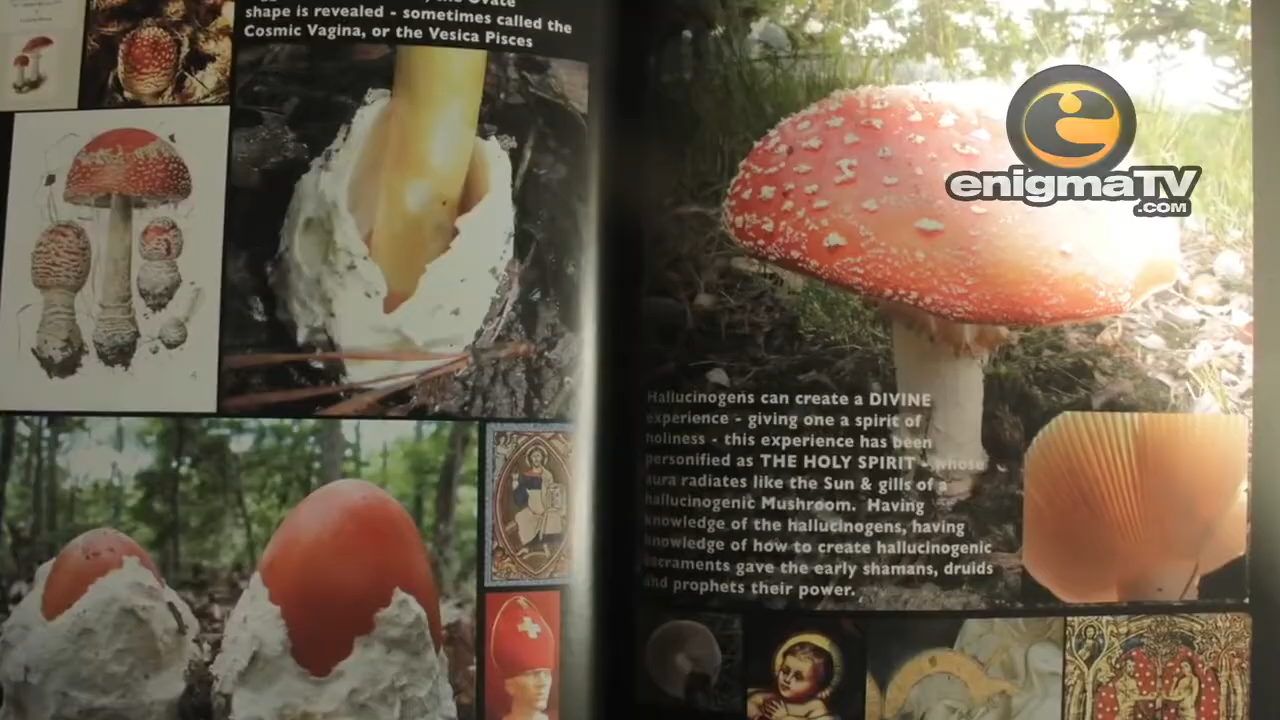 the Ovate
shape is revealed - sometimes called the
Cosmic Vagina, or the Vesica Pisces
enigmaTV
.COM
Hallucinogens can create a DIVINE
experience - giving one a spirit of
holiness - this experience has been
personified as THE HOLY SPIRIT - whose
aura radiates like the Sun & gills of a
hallucinogenic Mushroom. Having
knowledge of the hallucinogens, having
knowledge of how to create hallucinogenic
sacraments gave the early shamans, druids
and prophets their power.